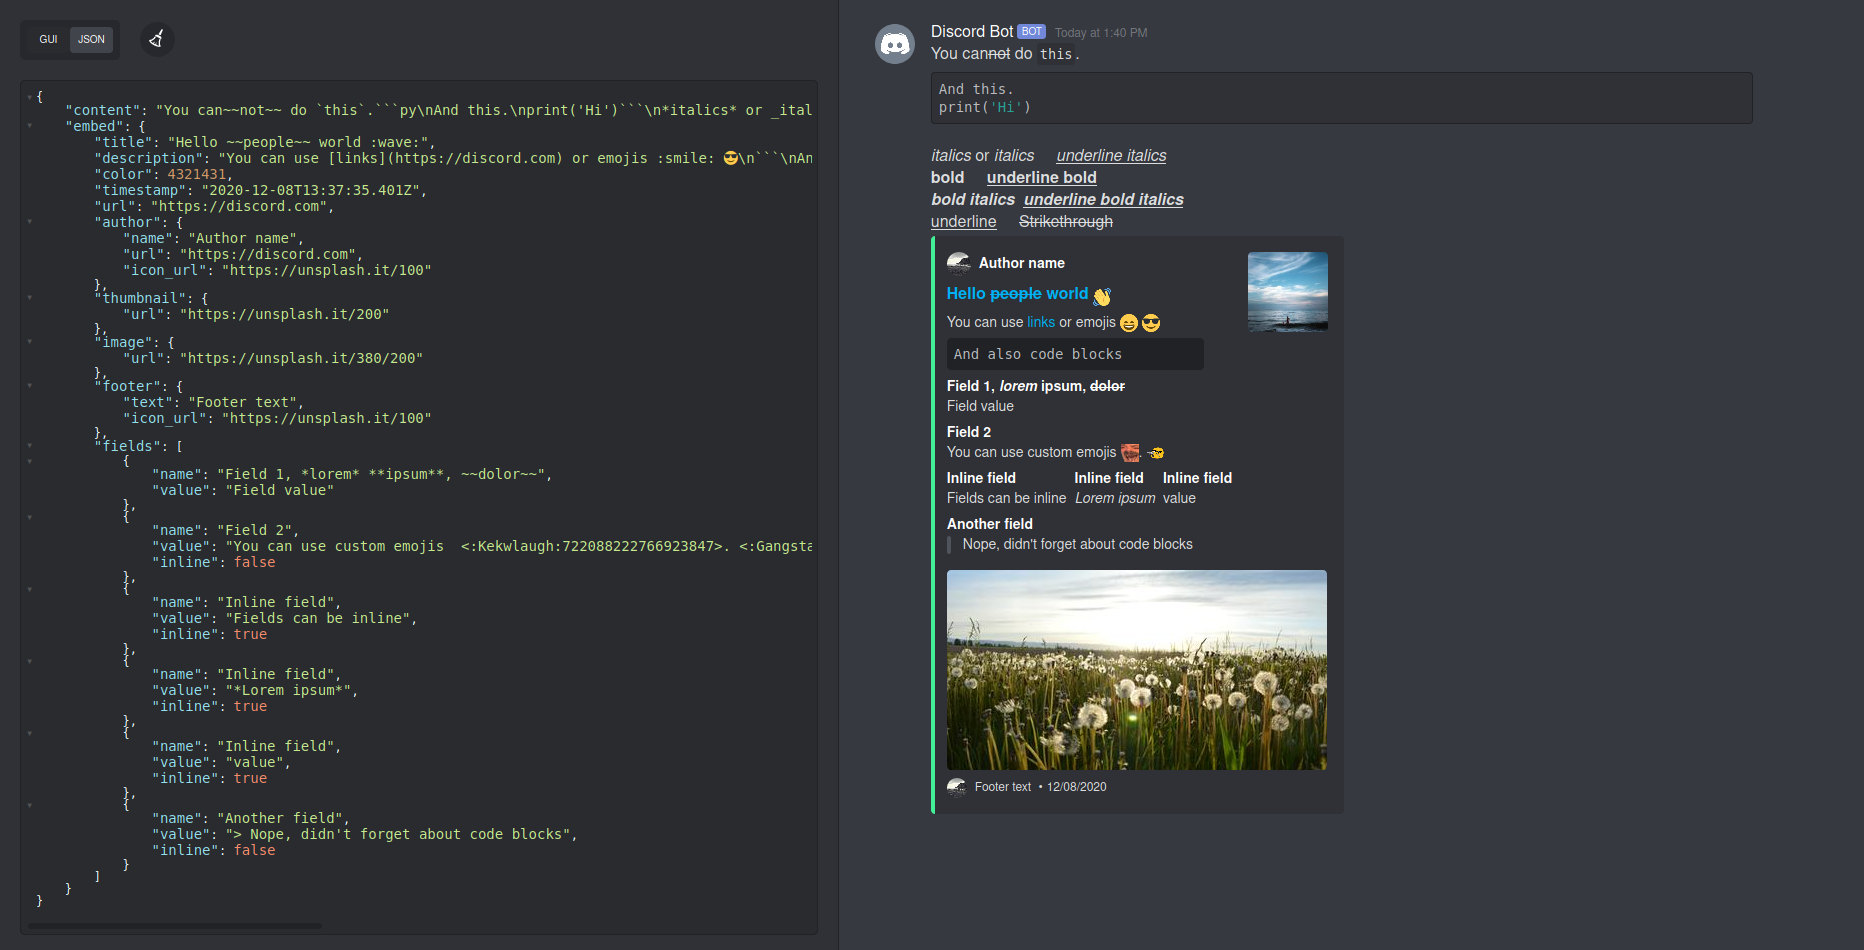 GUI JSON
{
"content": "You can~~not~~ do `this`.```py\nAnd this.\nprint('Hi')```\n*italics* or _ital
"embed": {
"title": "Hello ~~people~~ world :wave:",
"description": "You can use [links](https://discord.com) or emojis :smile: 😎\n```\nAn
"color": 4321431,
"timestamp": "2020-12-08T13:37:35.401Z",
"url": "https://discord.com",
"author": {
"name": "Author name",
"url": "https://discord.com",
"icon_url": "https://unsplash.it/100"
},
"thumbnail": {
"url": "https://unsplash.it/200"
},
"image": {
"url": "https://unsplash.it/380/200"
},
"footer": {
"text": "Footer text",
"icon_url": "https://unsplash.it/100"
},
"fields": [
{
"name": "Field 1, *lorem* **ipsum**, ~~dolor~~",
"value": "Field value"
},
{
"name": "Field 2",
"value": "You can use custom emojis  <:Kekwlaugh:722088222766923847>. <:Gangsta
"inline": false
},
{
"name": "Inline field",
"value": "Fields can be inline",
"inline": true
},
{
"name": "Inline field",
"value": "*Lorem ipsum*",
"inline": true
},
{
"name": "Inline field",
"value": "value",
"inline": true
},
{
"name": "Another field",
"value": "> Nope, didn't forget about code blocks",
"inline": false
}
]
}
}
Discord Bot BOT Today at 1:40 PM
You cannot do this.
And this.
print('Hi')
italics or italics underline italics
bold underline bold
bold italics underline bold italics
underline Strikethrough
Author name
Hello people world 👋
You can use links or emojis 😄 😎
And also code blocks
Field 1, lorem ipsum, dolor
Field value
Field 2
You can use custom emojis .
Inline field Inline field Inline field
Fields can be inline Lorem ipsum value
Another field
Nope, didn't forget about code blocks
Footer text • 12/08/2020